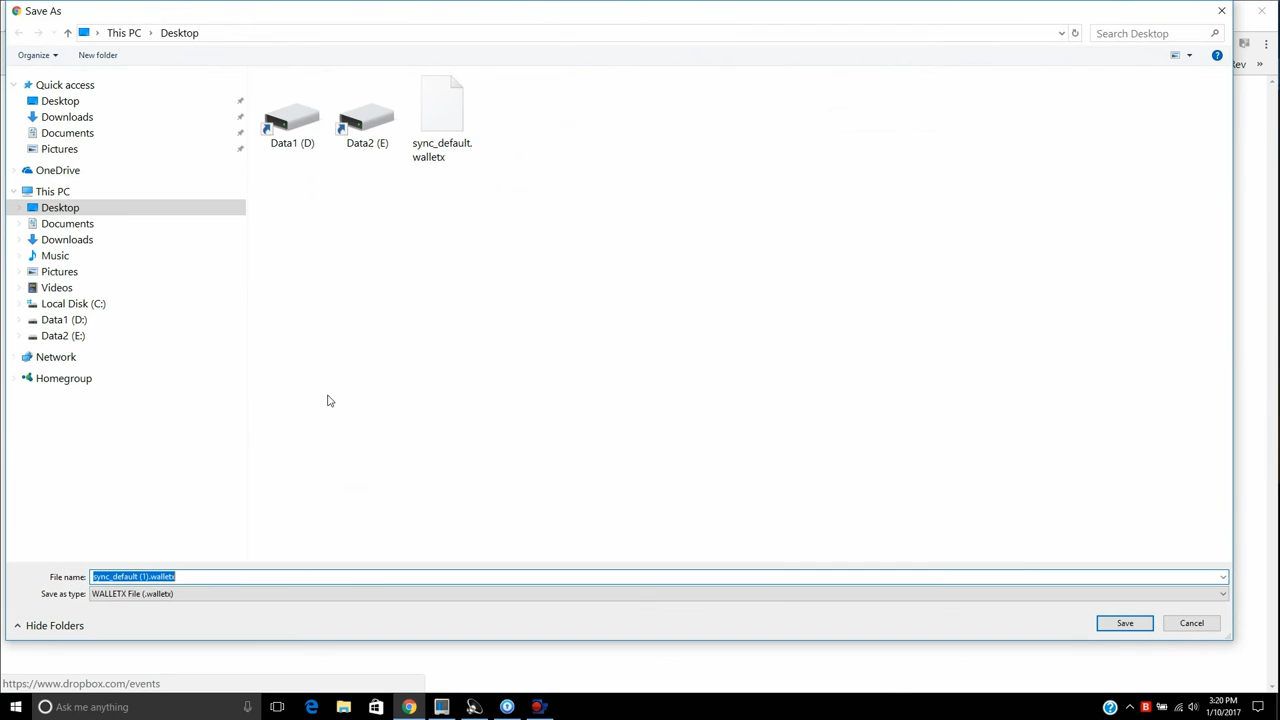 Save As
This PC
Desktop
Search Desktop
Organize
New folder
Rev
Quick access
Desktop
Downloads
Documents
Pictures
OneDrive
This PC
Desktop
Documents
Downloads
Music
Pictures
Videos
Local Disk (C:)
Data1 (D:)
Data2 (E:)
Network
Homegroup
Data1 (D)
Data2 (E)
sync_default.
walletx
File name: sync_default (1).walletx
Save as type: WALLETX File (.walletx)
Hide Folders
Save
Cancel
https://www.dropbox.com/events
Ask me anything
3:20 PM
1/10/2017